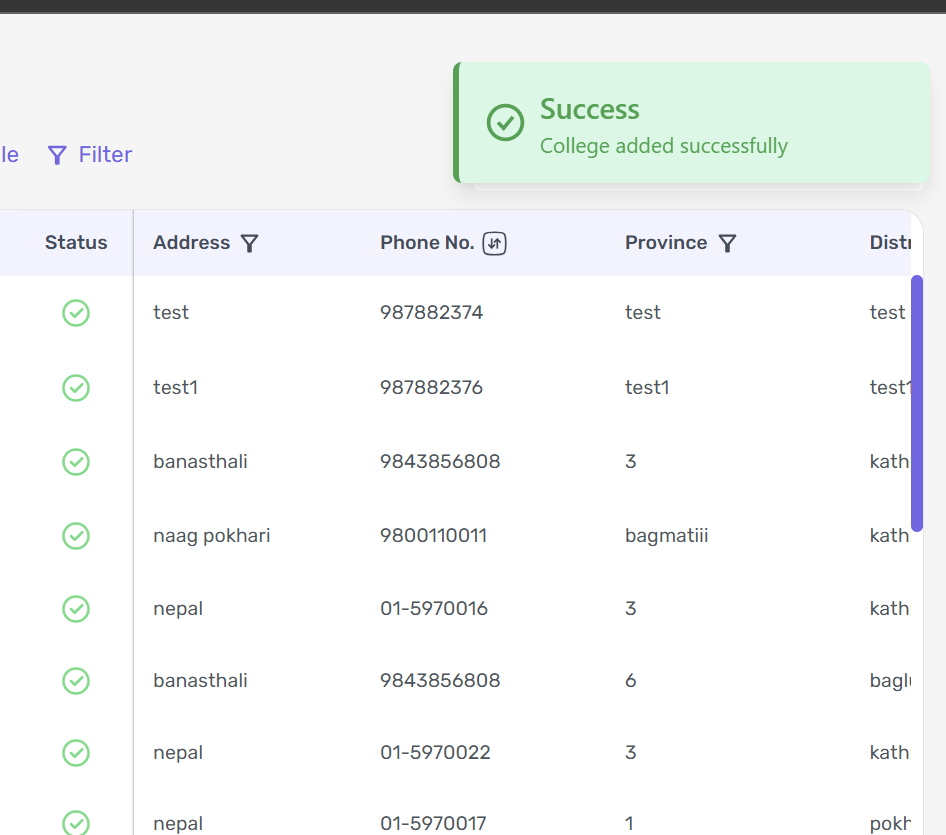 Success
College added successfully
le Filter
Status Address Phone No. Province Distr
test 987882374 test test
test1 987882376 test1 test1
banasthali 9843856808 3 kath
naag pokhari 9800110011 bagmatiii kath
nepal 01-5970016 3 kath
banasthali 9843856808 6 baglu
nepal 01-5970022 3 kath
nepal 01-5970017 1 pokh